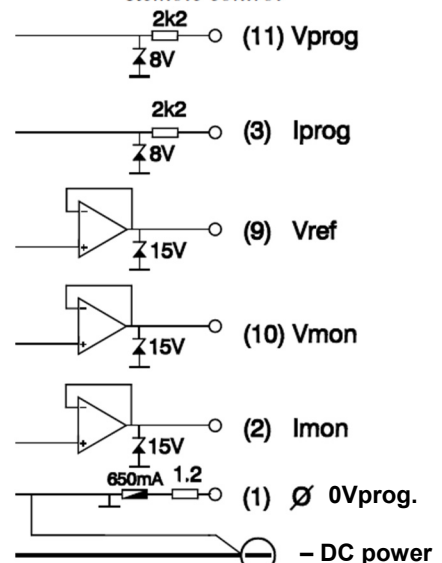 2k2
(11) Vprog
8V
2k2
(3) Iprog
8V
(9) Vref
15V
(10) Vmon
15V
(2) Imon
15V
650mA 1.2
(1) Ø 0Vprog.
– DC power